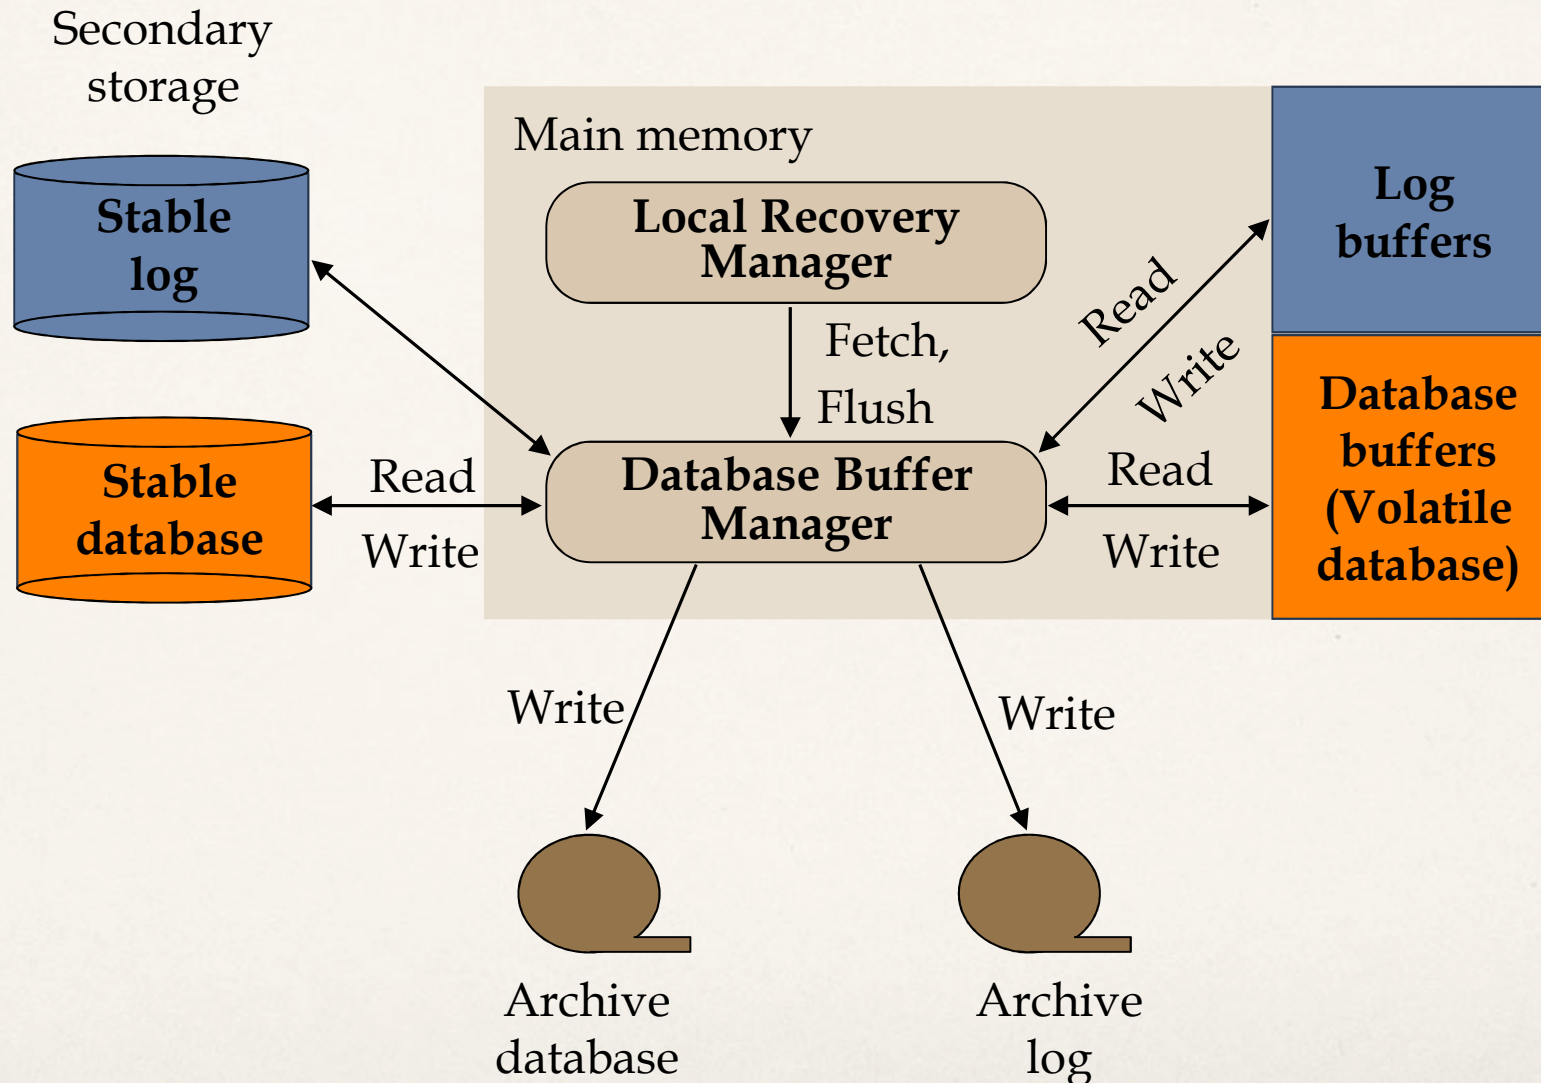 Secondary
storage
Main memory
Stable
log
Local Recovery
Manager
Log
buffers
Read
Write
Fetch,
Flush
Stable
database
Read
Write
Database Buffer
Manager
Read
Write
Database
buffers
(Volatile
database)
Write
Write
Archive
database
Archive
log